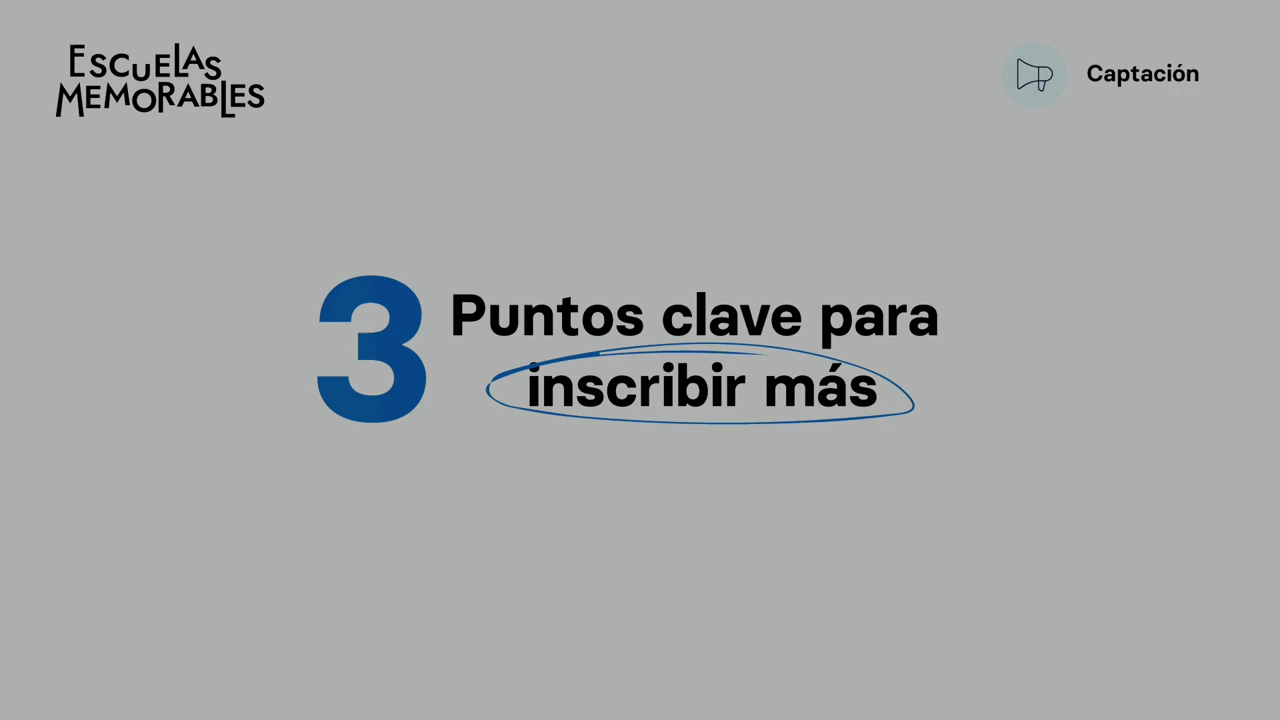 ESCUELAS
MEMORABLES
Captación
3
Puntos clave para
inscribir más